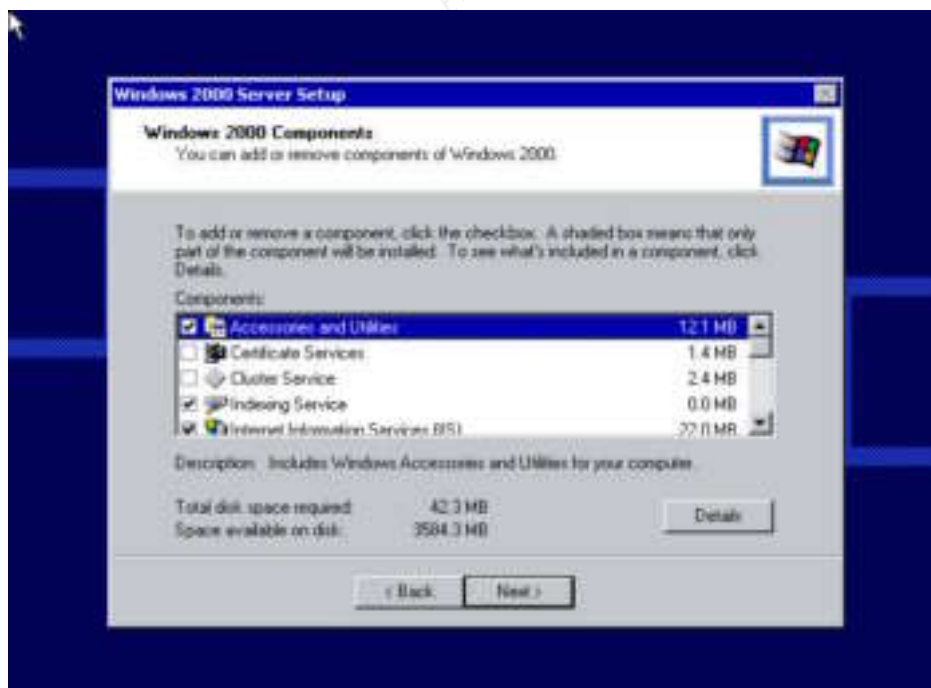 Windows 2000 Server Setup
Windows 2000 Components
You can add or remove components of Windows 2000.
To add or remove a component, click the checkbox. A shaded box means that only
part of the component will be installed. To see what's included in a component, click
Details.
Components:
Accessories and Utilities 12.1 MB
Certificate Services 1.4 MB
Cluster Service 2.4 MB
Indexing Service 0.0 MB
Internet Information Services (IIS) 22.0 MB
Description: Includes Windows Accessories and Utilities for your computer.
Total disk space required: 42.3 MB
Space available on disk: 3584.3 MB
Details
< Back
Next >